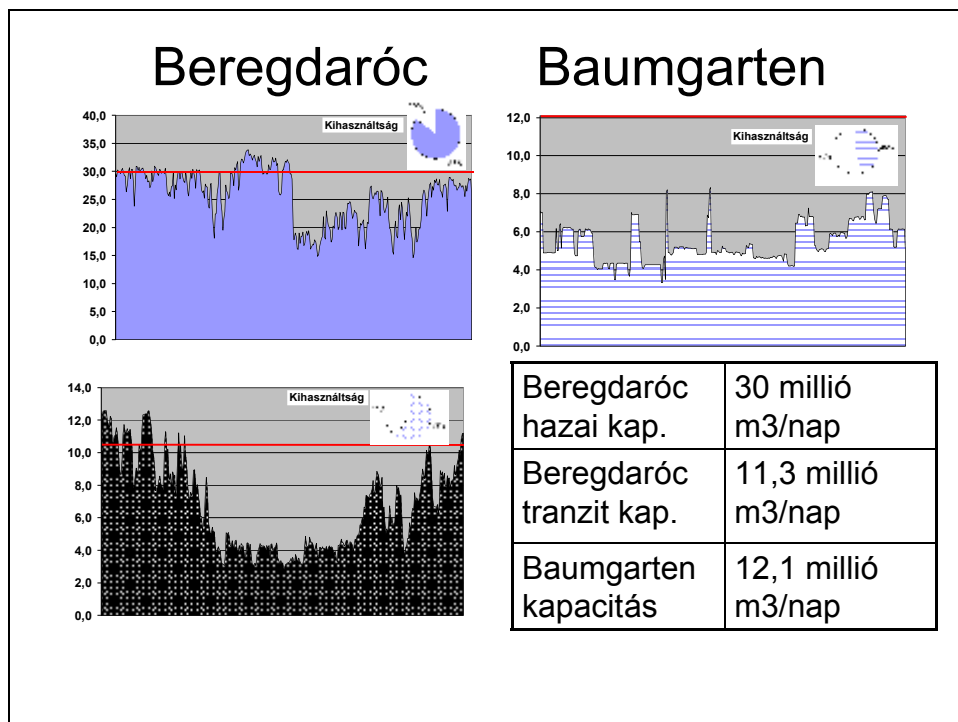 Beregdaróc
Baumgarten
Kihasználtság
40,0
35,0
30,0
25,0
20,0
15,0
10,0
5,0
0,0
Kihasználtság
12,0
10,0
8,0
6,0
4,0
2,0
0,0
Kihasználtság
14,0
12,0
10,0
8,0
6,0
4,0
2,0
0,0
Beregdaróc
hazai kap.
30 millió
m3/nap
Beregdaróc
tranzit kap.
11,3 millió
m3/nap
Baumgarten
kapacitás
12,1 millió
m3/nap